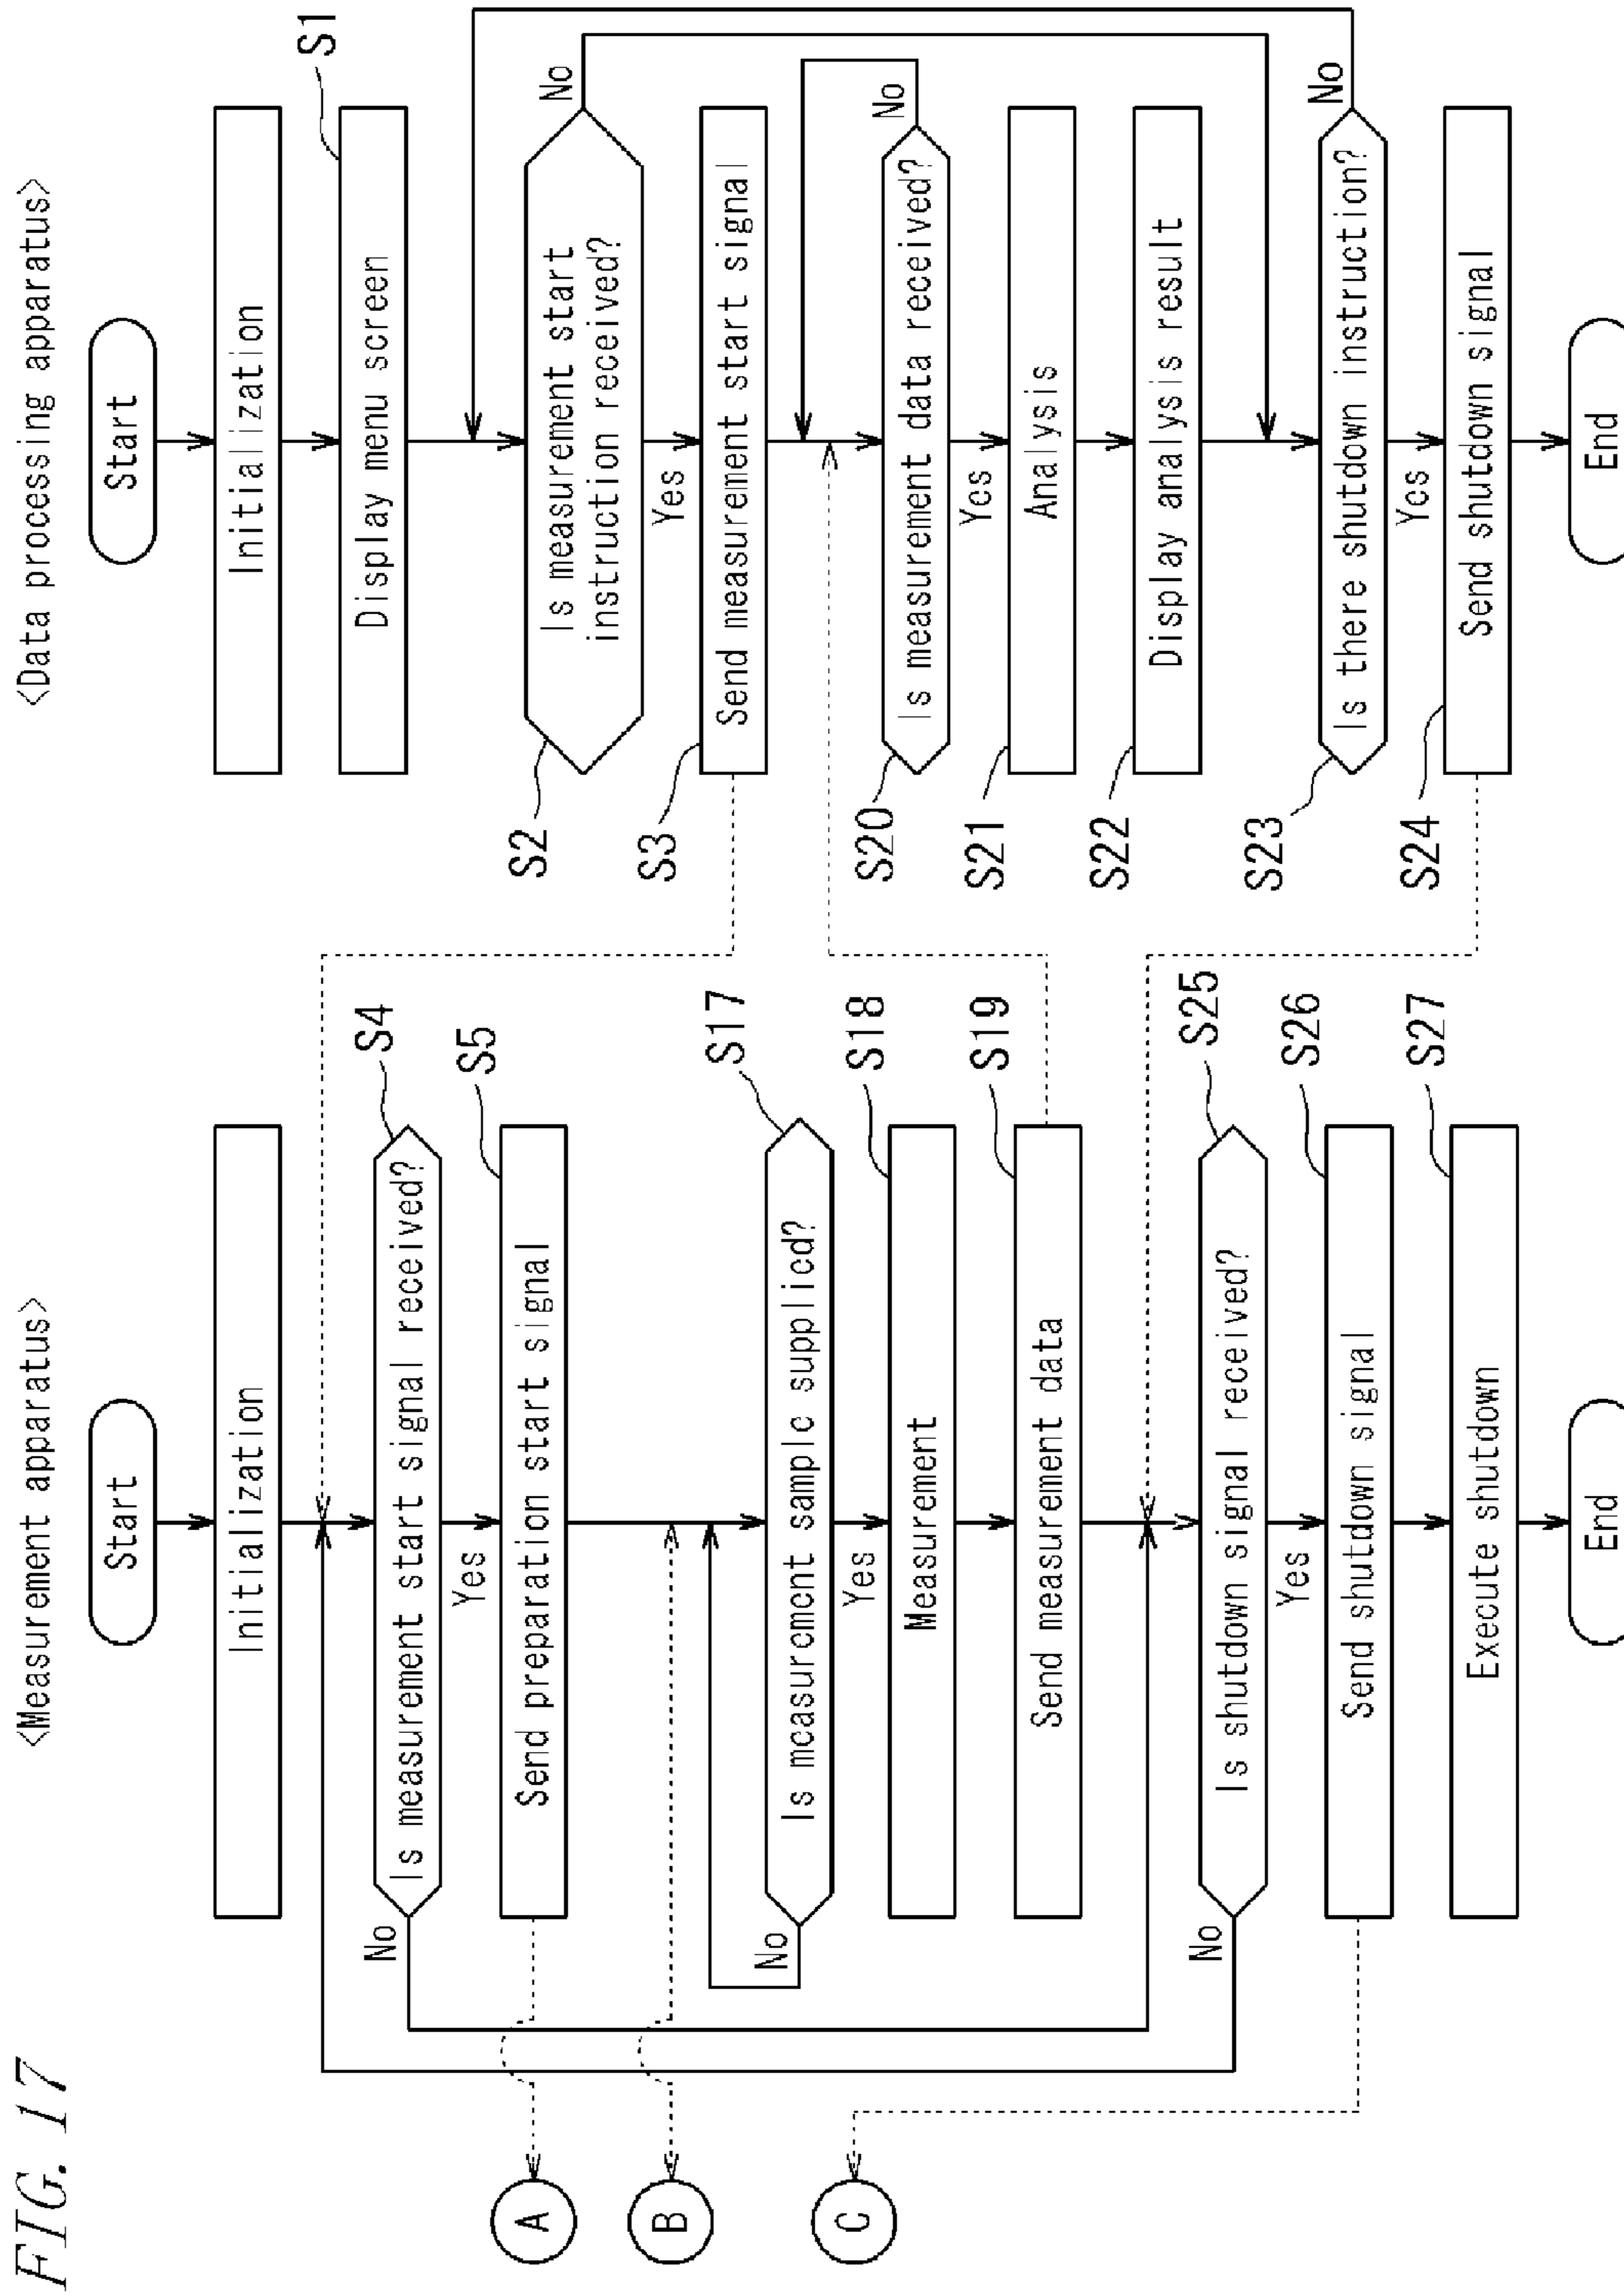 FIG. 17
<Measurement apparatus>
Start
Initialization
Is measurement start signal received?
S4
No
Yes
Send preparation start signal
S5
A
B
Is measurement sample supplied?
S17
No
Yes
Measurement
S18
Send measurement data
S19
Is shutdown signal received?
S25
No
Yes
Send shutdown signal
S26
C
Execute shutdown
S27
End
<Data processing apparatus>
Start
Initialization
Display menu screen
S1
Is measurement start
instruction received?
S2
No
Yes
Send measurement start signal
S3
Is measurement data received?
S20
No
Yes
Analysis
S21
Display analysis result
S22
Is there shutdown instruction?
S23
No
Yes
Send shutdown signal
S24
End